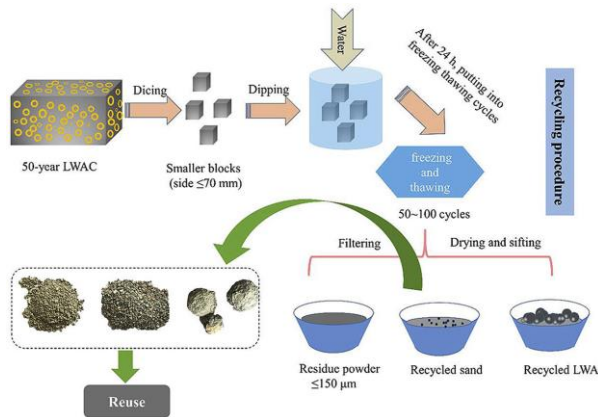 Water
After 24 h, putting into
freezing thawing cycles
Dicing
Dipping
50-year LWAC
Smaller blocks
(side ≤70 mm)
freezing
and
thawing
50~100 cycles
Recycling procedure
Filtering
Drying and sifting
Residue powder
≤150 μm
Recycled sand
Recycled LWA
Reuse